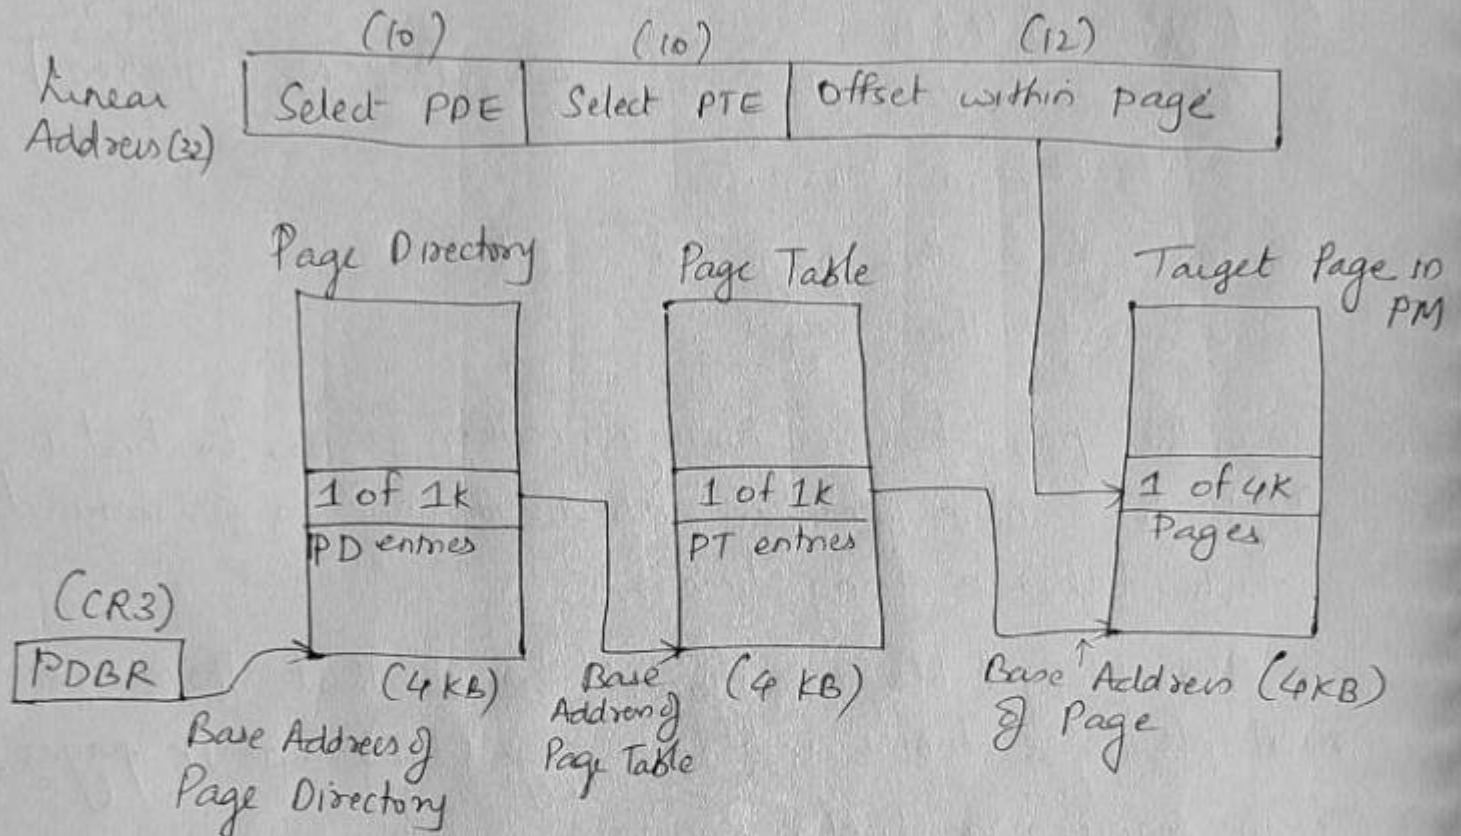 (10) (10) (12)
Linear
Address (32)
Select PDE
Select PTE
Offset within page
Page Directory
Page Table
Target Page in
PM
1 of 1k
PD entries
1 of 1k
PT entries
1 of 4k
Pages
(CR3)
PDBR
(4 KB)
Base Address of
Page Directory
Base
Address of
Page Table
(4 KB)
Base Address
of Page
(4KB)